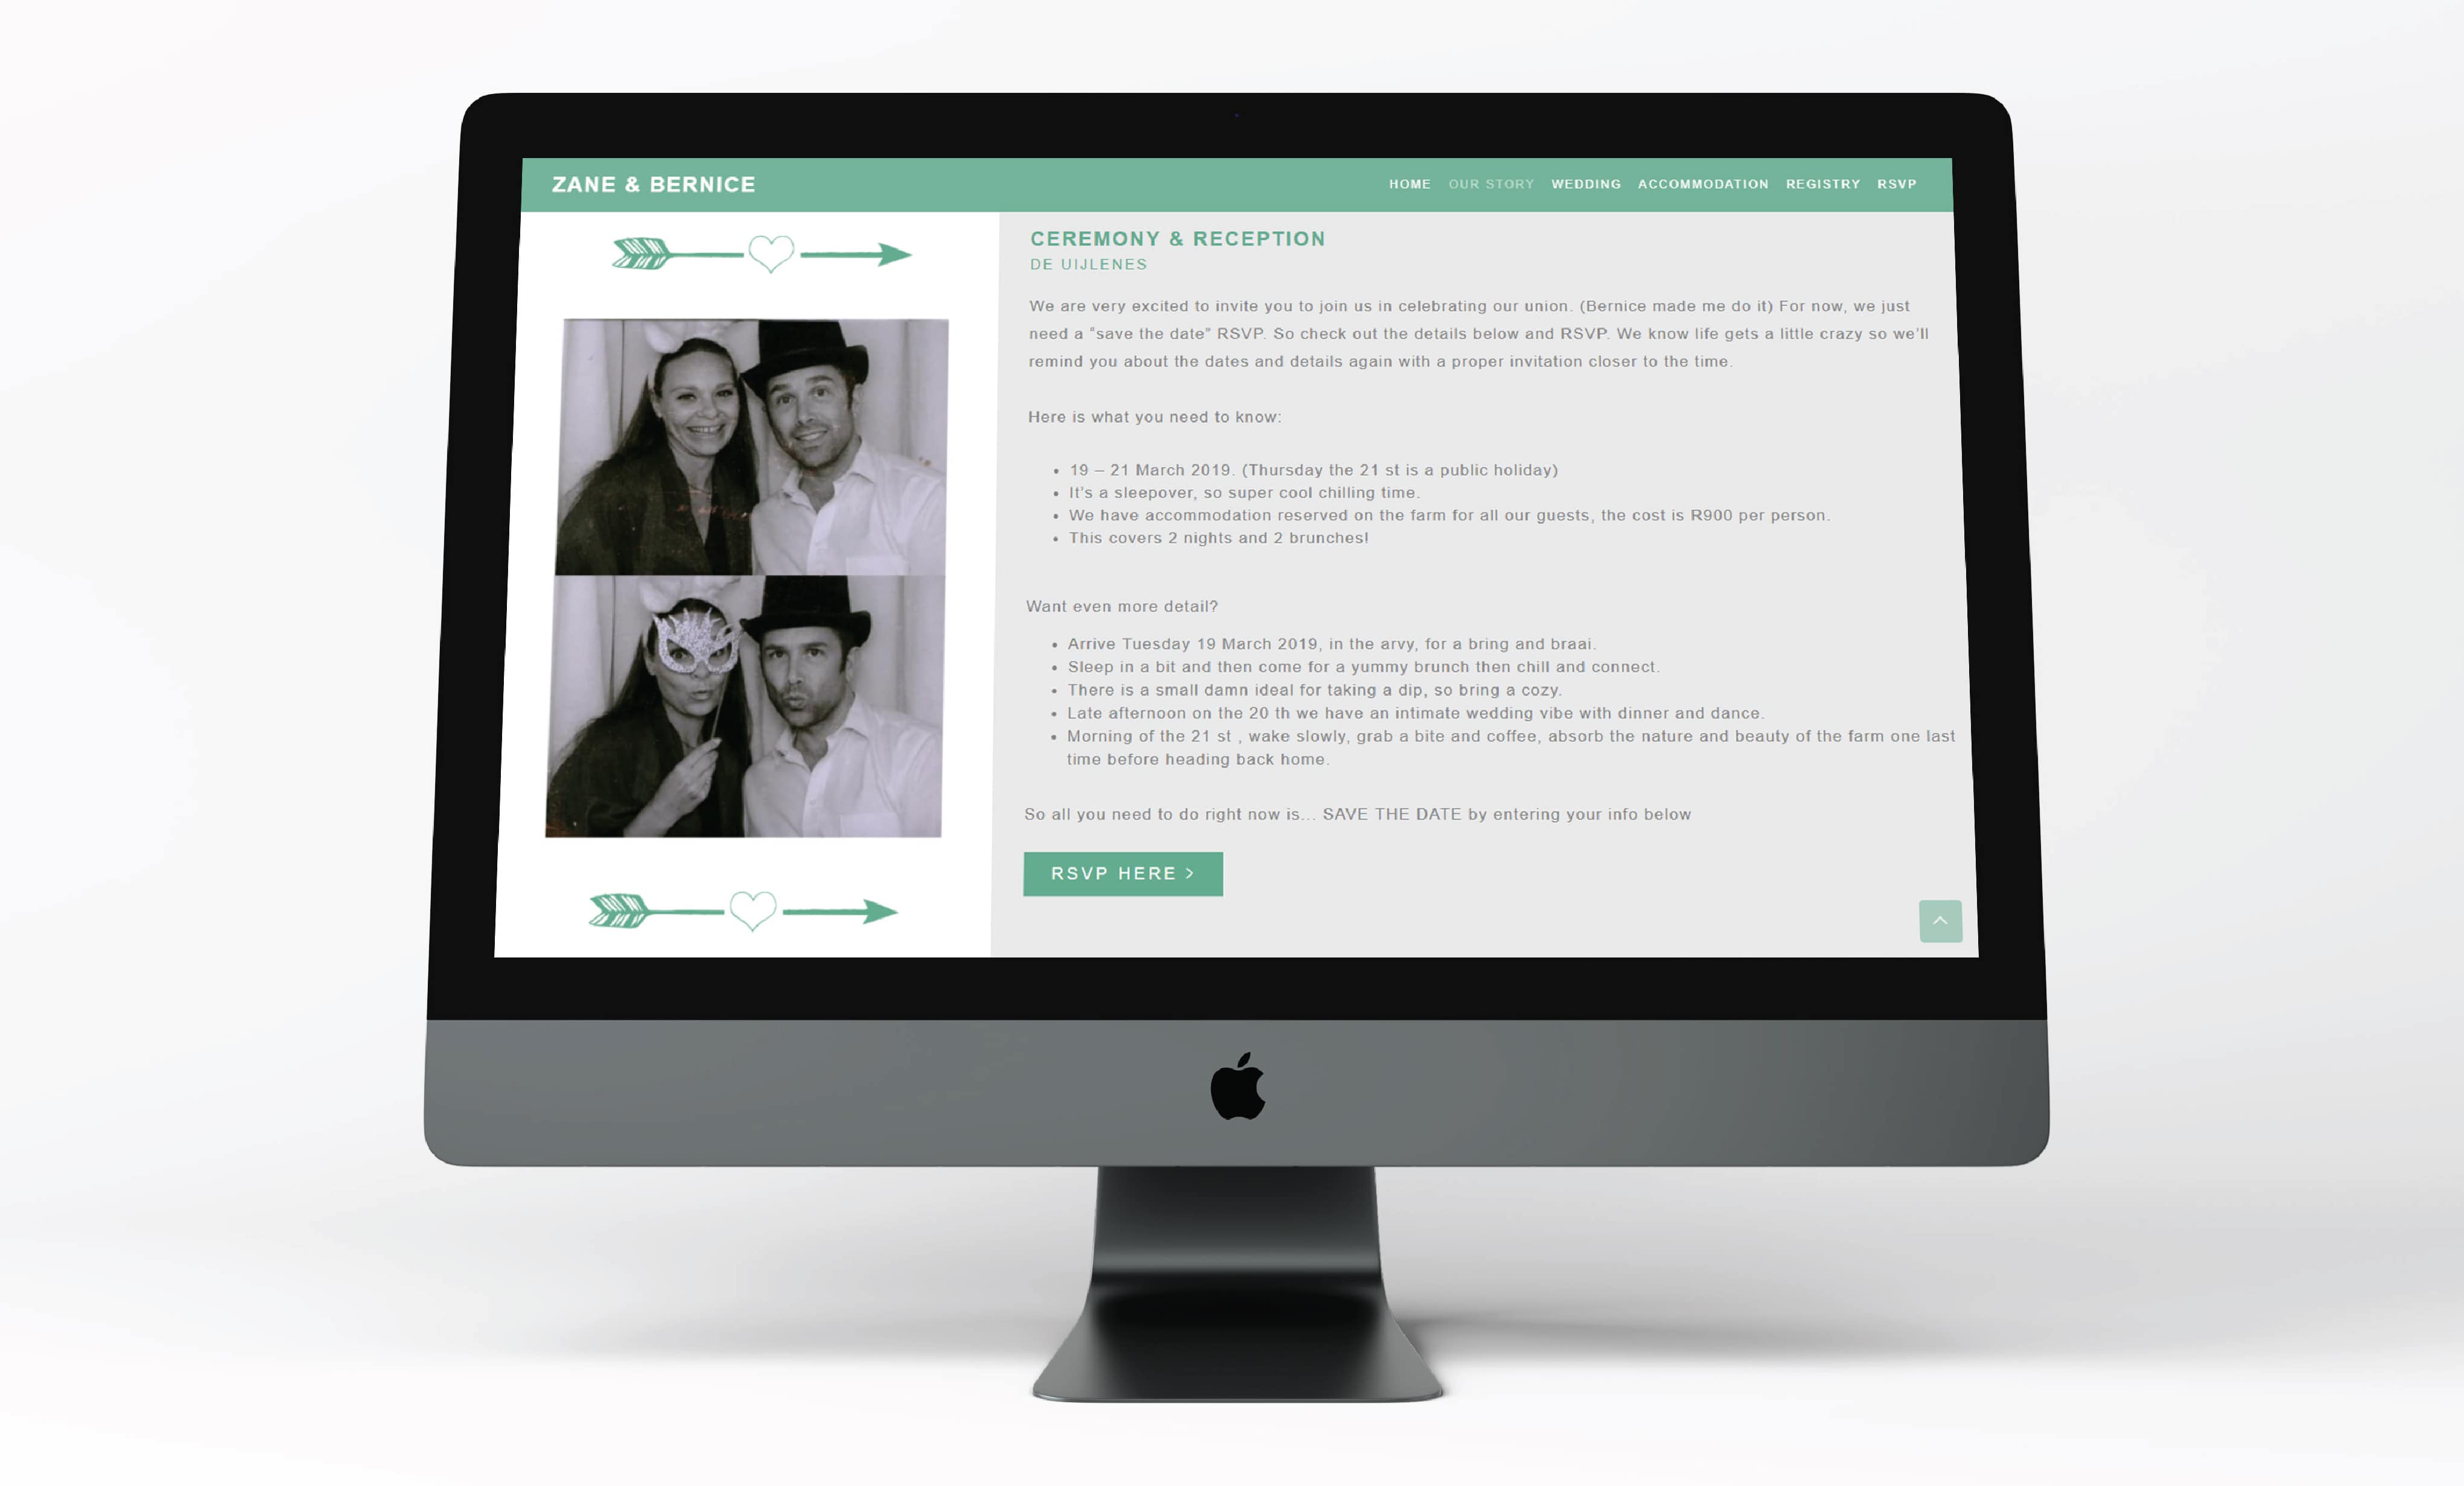 ZANE & BERNICE
HOME OUR STORY WEDDING ACCOMMODATION REGISTRY RSVP
CEREMONY & RECEPTION
DE UIJLENES
We are very excited to invite you to join us in celebrating our union. (Bernice made me do it) For now, we just
need a “save the date” RSVP. So check out the details below and RSVP. We know life gets a little crazy so we’ll
remind you about the dates and details again with a proper invitation closer to the time.
Here is what you need to know:
• 19 – 21 March 2019. (Thursday the 21 st is a public holiday)
• It’s a sleepover, so super cool chilling time.
• We have accommodation reserved on the farm for all our guests, the cost is R900 per person.
• This covers 2 nights and 2 brunches!
Want even more detail?
• Arrive Tuesday 19 March 2019, in the arvy, for a bring and braai.
• Sleep in a bit and then come for a yummy brunch then chill and connect.
• There is a small damn ideal for taking a dip, so bring a cozy.
• Late afternoon on the 20 th we have an intimate wedding vibe with dinner and dance.
• Morning of the 21 st , wake slowly, grab a bite and coffee, absorb the nature and beauty of the farm one last
time before heading back home.
So all you need to do right now is... SAVE THE DATE by entering your info below
RSVP HERE >